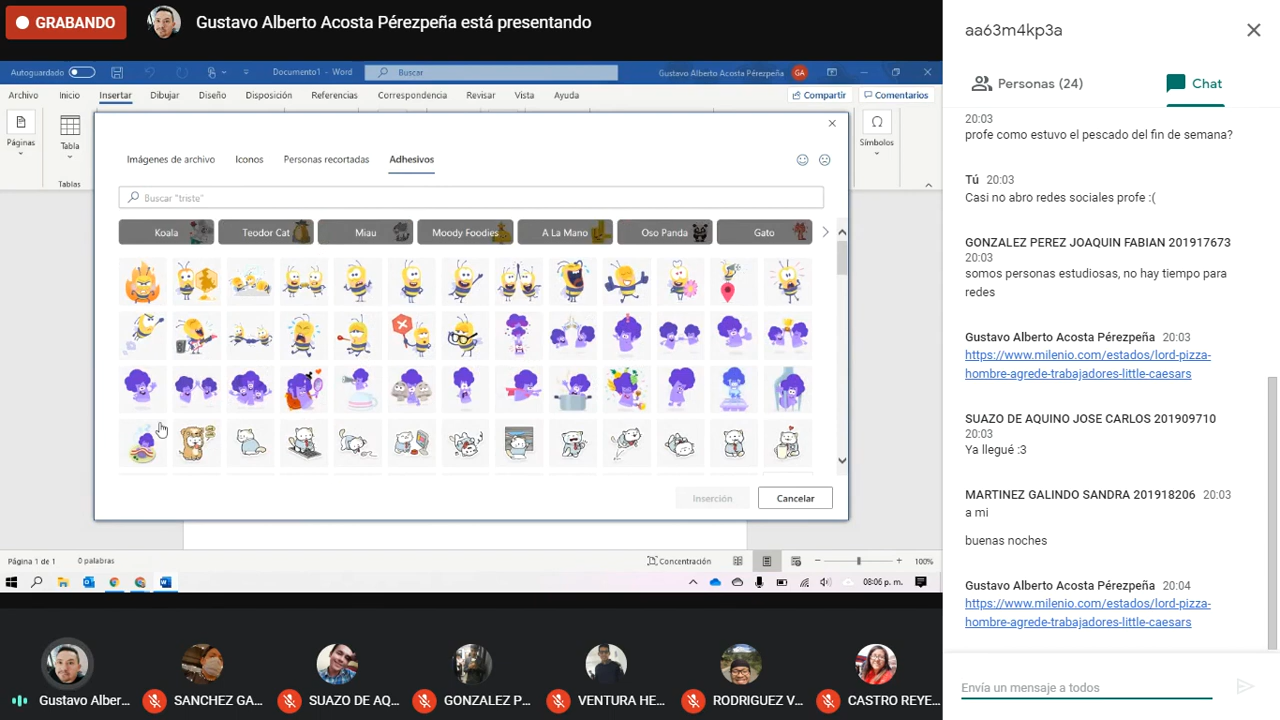 GRABANDO
Gustavo Alberto Acosta Pérezpeña está presentando
Autoguardado
Documento1 - Word
Buscar
Gustavo Alberto Acosta Pérezpeña
GA
Archivo Inicio Insertar Dibujar Diseño Disposición Referencias Correspondencia Revisar Vista Ayuda
Compartir
Comentarios
Páginas
Tabla
Tablas
Símbolos
Imágenes de archivo Iconos Personas recortadas Adhesivos
Buscar "triste"
Koala Teodor Cat Miau Moody Foodies A La Mano Oso Panda Gato
Inserción Cancelar
Página 1 de 1 0 palabras
Concentración
100%
08:06 p. m.
Gustavo Alber...
SANCHEZ GA...
SUAZO DE AQ...
GONZALEZ P...
VENTURA HE...
RODRIGUEZ V...
CASTRO REYE...
aa63m4kp3a
Personas (24)
Chat
20:03
profe como estuvo el pescado del fin de semana?
Tú 20:03
Casi no abro redes sociales profe :(
GONZALEZ PEREZ JOAQUIN FABIAN 201917673
20:03
somos personas estudiosas, no hay tiempo para
redes
Gustavo Alberto Acosta Pérezpeña 20:03
https://www.milenio.com/estados/lord-pizza-
hombre-agrede-trabajadores-little-caesars
SUAZO DE AQUINO JOSE CARLOS 201909710
20:03
Ya llegué :3
MARTINEZ GALINDO SANDRA 201918206 20:03
a mi
buenas noches
Gustavo Alberto Acosta Pérezpeña 20:04
https://www.milenio.com/estados/lord-pizza-
hombre-agrede-trabajadores-little-caesars
Envía un mensaje a todos